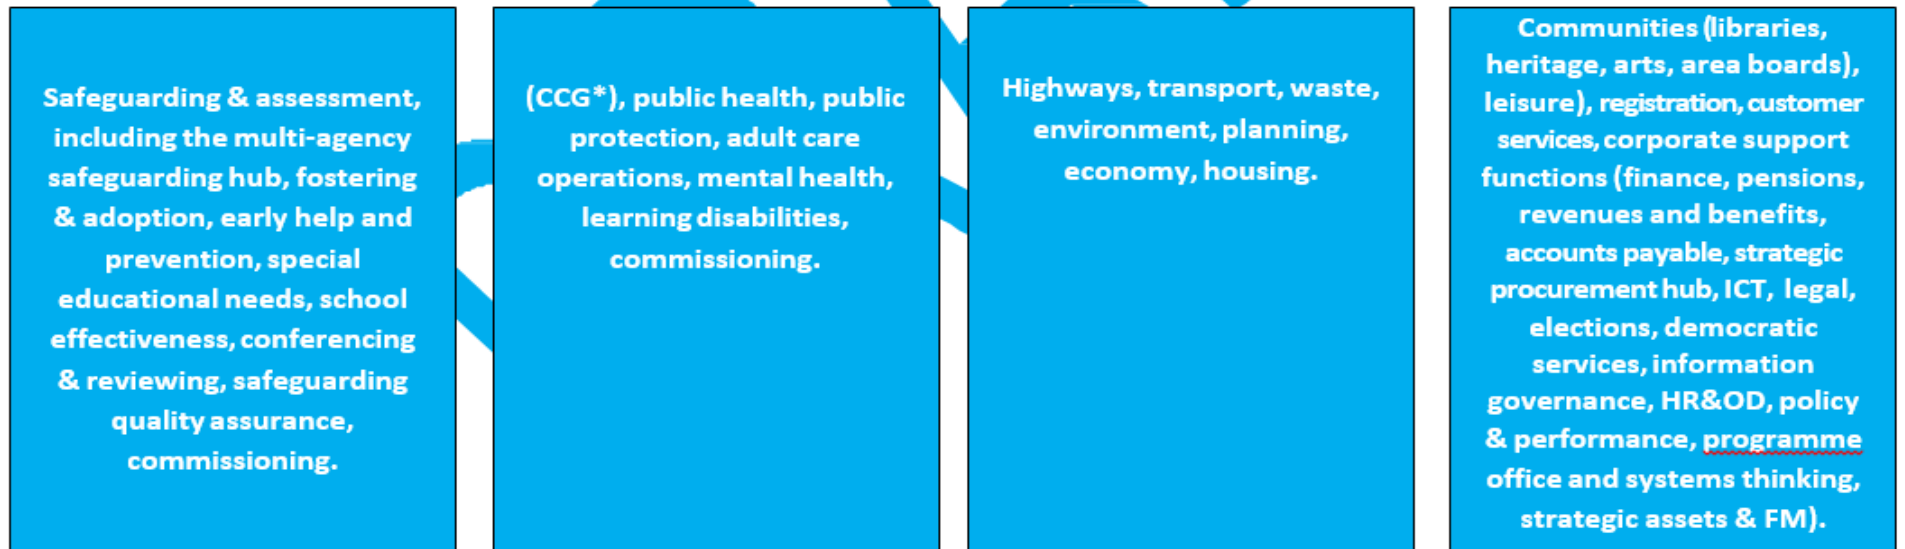 Safeguarding & assessment,
including the multi-agency
safeguarding hub, fostering
& adoption, early help and
prevention, special
educational needs, school
effectiveness, conferencing
& reviewing, safeguarding
quality assurance,
commissioning.
(CCG*), public health, public
protection, adult care
operations, mental health,
learning disabilities,
commissioning.
Highways, transport, waste,
environment, planning,
economy, housing.
Communities (libraries,
heritage, arts, area boards),
leisure), registration, customer
services, corporate support
functions (finance, pensions,
revenues and benefits,
accounts payable, strategic
procurement hub, ICT, legal,
elections, democratic
services, information
governance, HR&OD, policy
& performance, programme
office and systems thinking,
strategic assets & FM).